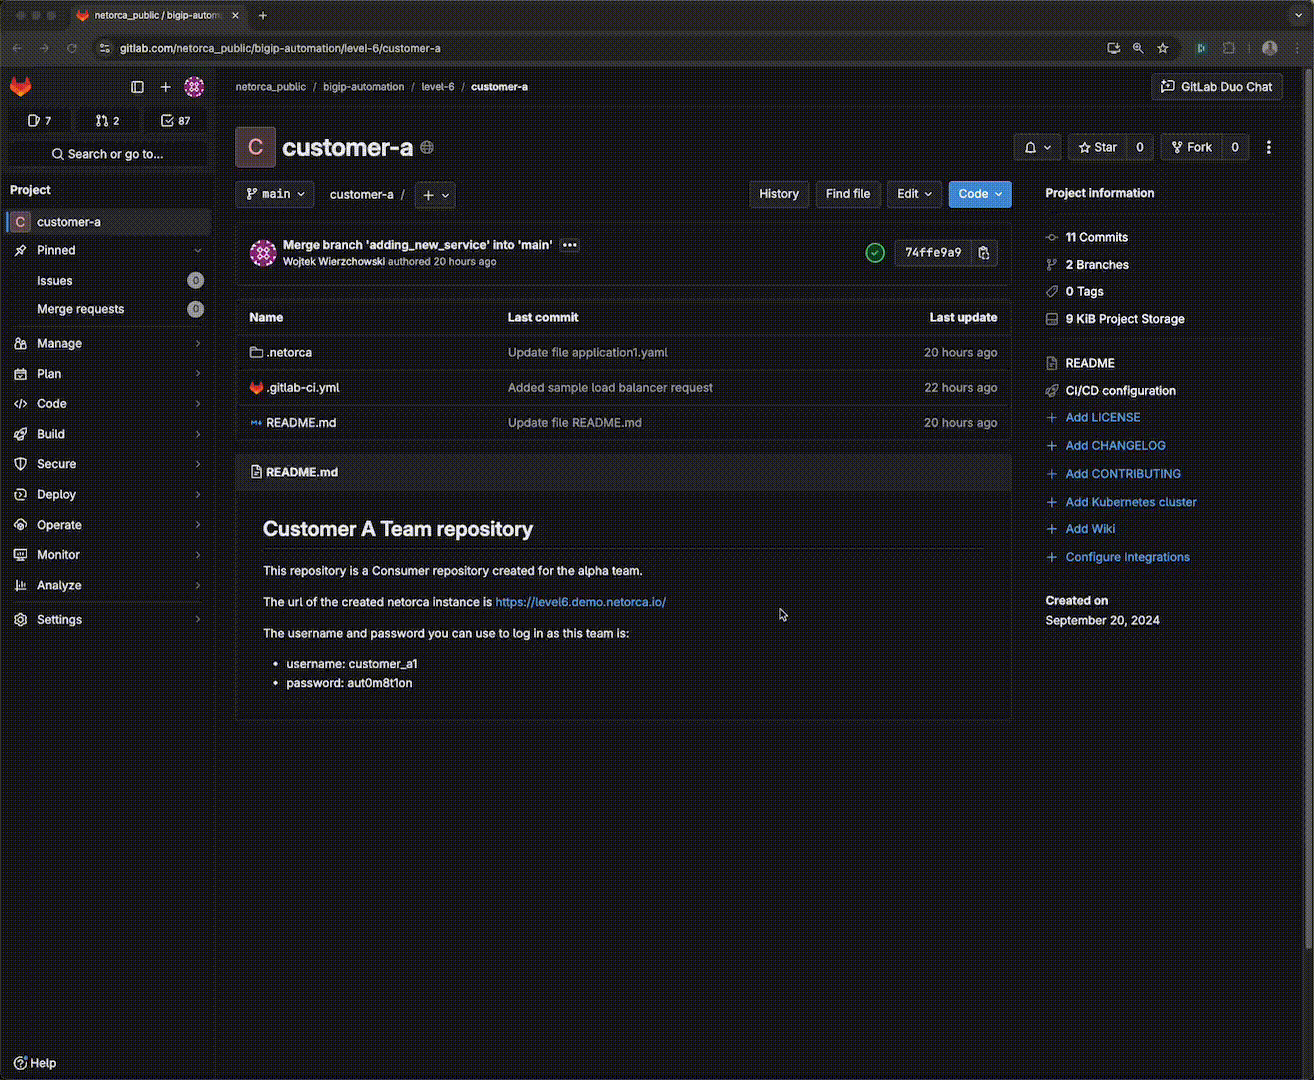 netorca_public / bigip-autom
gitlab.com/netorca_public/bigip-automation/level-6/customer-a
netorca_public / bigip-automation / level-6 / customer-a
GitLab Duo Chat
7 2 87
Search or go to...
Project
customer-a
Pinned
Issues 0
Merge requests 0
Manage
Plan
Code
Build
Secure
Deploy
Operate
Monitor
Analyze
Settings
Help
C customer-a
Star 0 Fork 0
main customer-a / +
History Find file Edit Code
Merge branch 'adding_new_service' into 'main' •••
Wojtek Wierzchowski authored 20 hours ago
74ffe9a9
Name Last commit Last update
.netorca Update file application1.yaml 20 hours ago
.gitlab-ci.yml Added sample load balancer request 22 hours ago
README.md Update file README.md 20 hours ago
README.md
Customer A Team repository
This repository is a Consumer repository created for the alpha team.
The url of the created netorca instance is https://level6.demo.netorca.io/
The username and password you can use to log in as this team is:
• username: customer_a1
• password: aut0m8t1on
Project information
11 Commits
2 Branches
0 Tags
9 KiB Project Storage
README
CI/CD configuration
+ Add LICENSE
+ Add CHANGELOG
+ Add CONTRIBUTING
+ Add Kubernetes cluster
+ Add Wiki
+ Configure Integrations
Created on
September 20, 2024